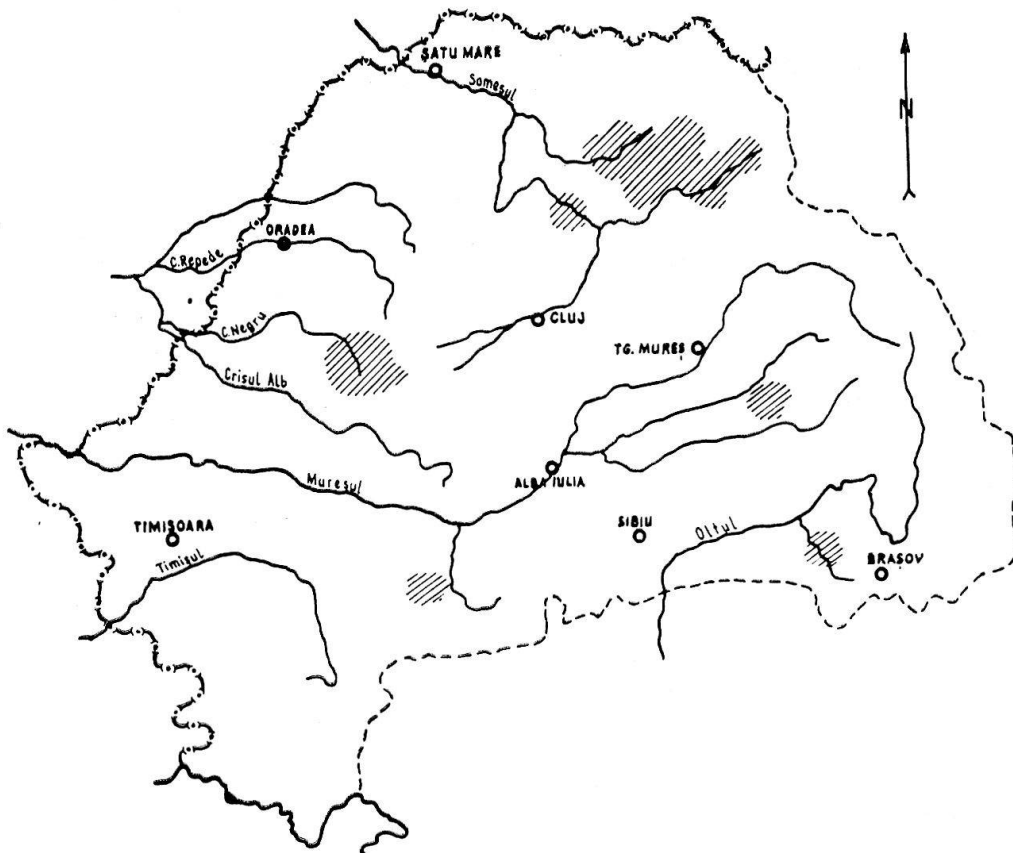 SATU MARE
Somesul
N
ORADEA
C.Repede
C.Negru
CLUJ
TG. MURES
Crisul Alb
Muresul
ALBA IULIA
TIMISOARA
SIBIU
Oltul
Timisul
BRASOV